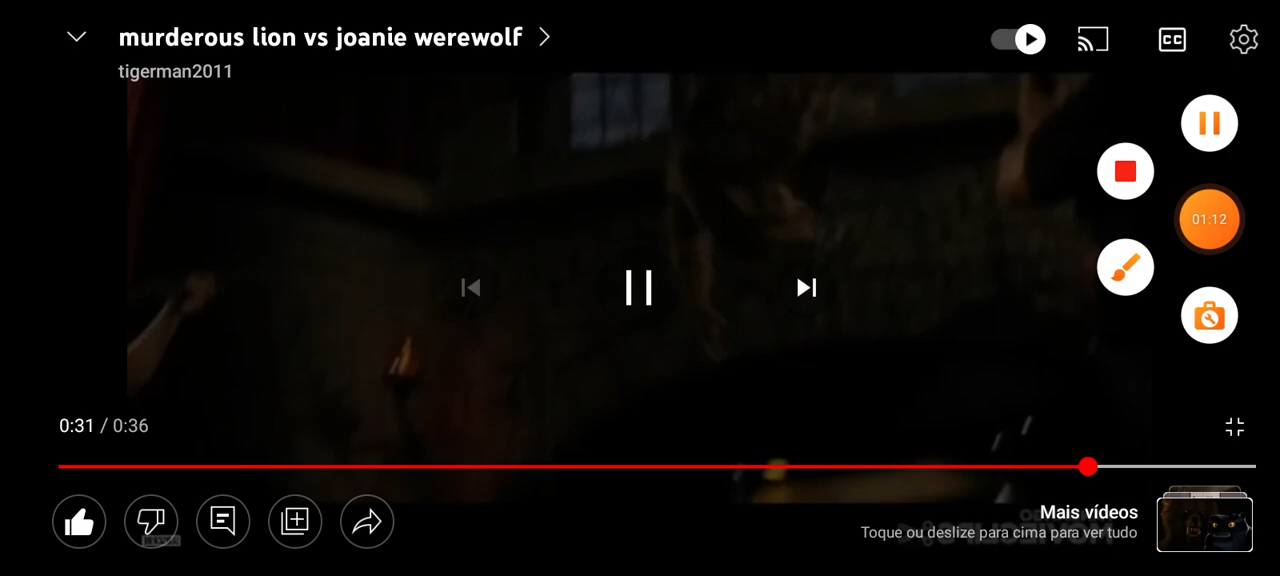 murderous lion vs joanie werewolf
tigerman2011
CC
01:12
0:31 / 0:36
Mais vídeos
Toque ou deslize para cima para ver tudo